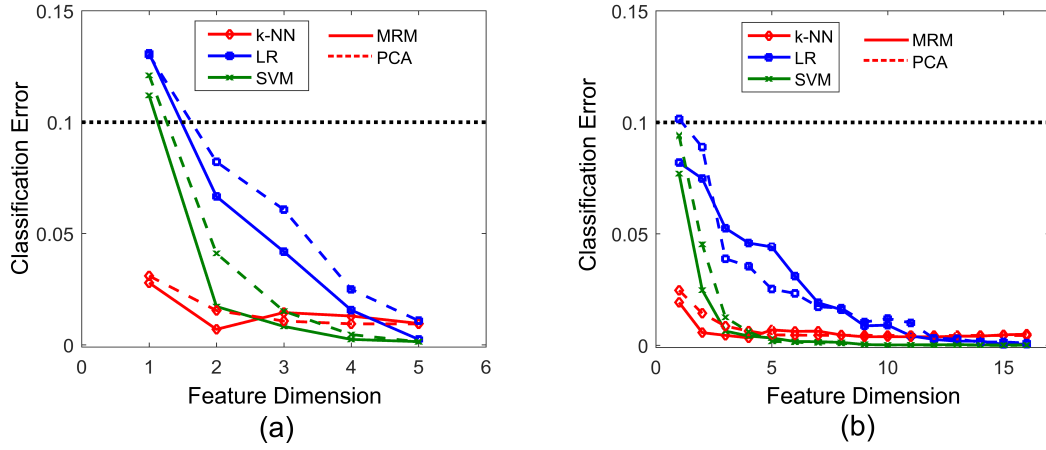 0.15
0.1
0.05
0
Classification Error
k-NN
LR
SVM
MRM
PCA
0 1 2 3 4 5 6
Feature Dimension
(a)
0.15
0.1
0.05
0
Classification Error
k-NN
LR
SVM
MRM
PCA
0 5 10 15
Feature Dimension
(b)